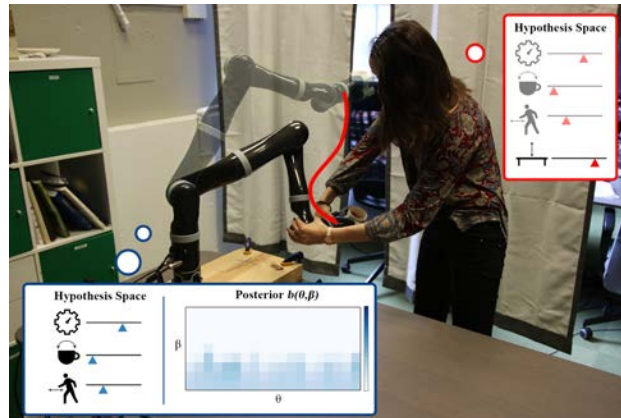 Hypothesis Space
Hypothesis Space
Posterior b(θ,β)
β
θ